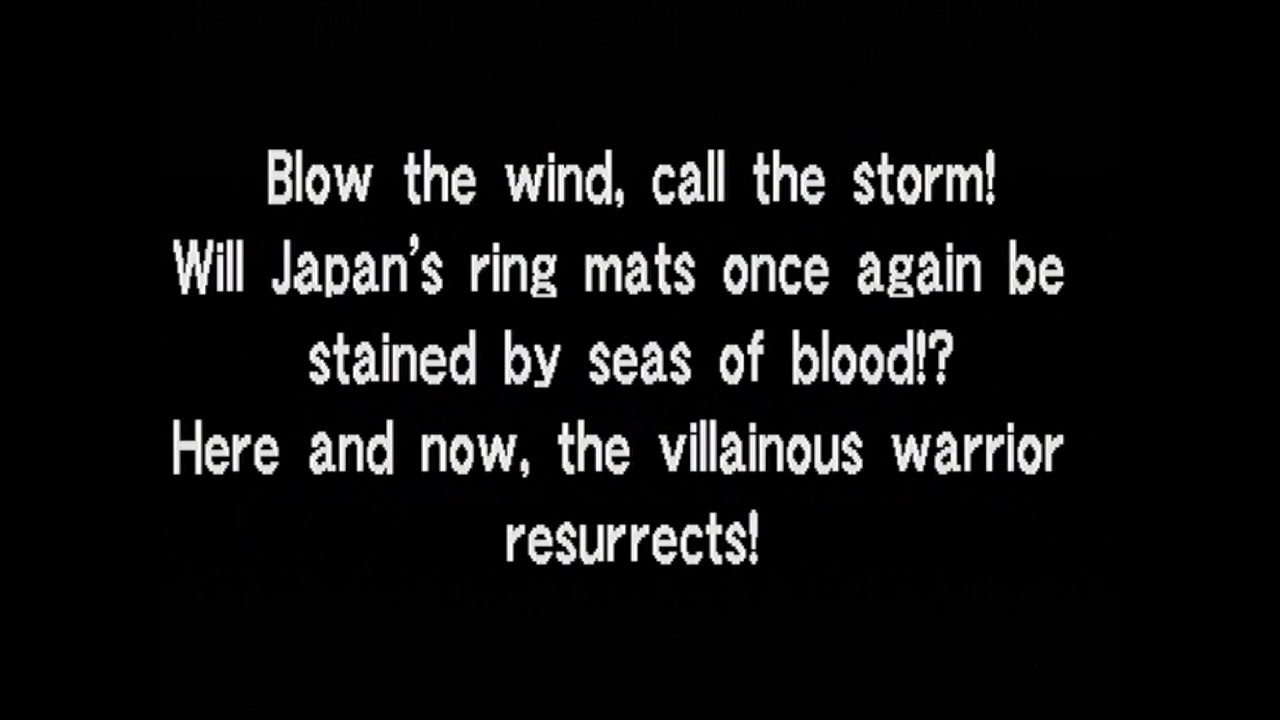 Blow the wind, call the storm!
Will Japan's ring mats once again be
stained by seas of blood!?
Here and now, the villainous warrior
resurrects!